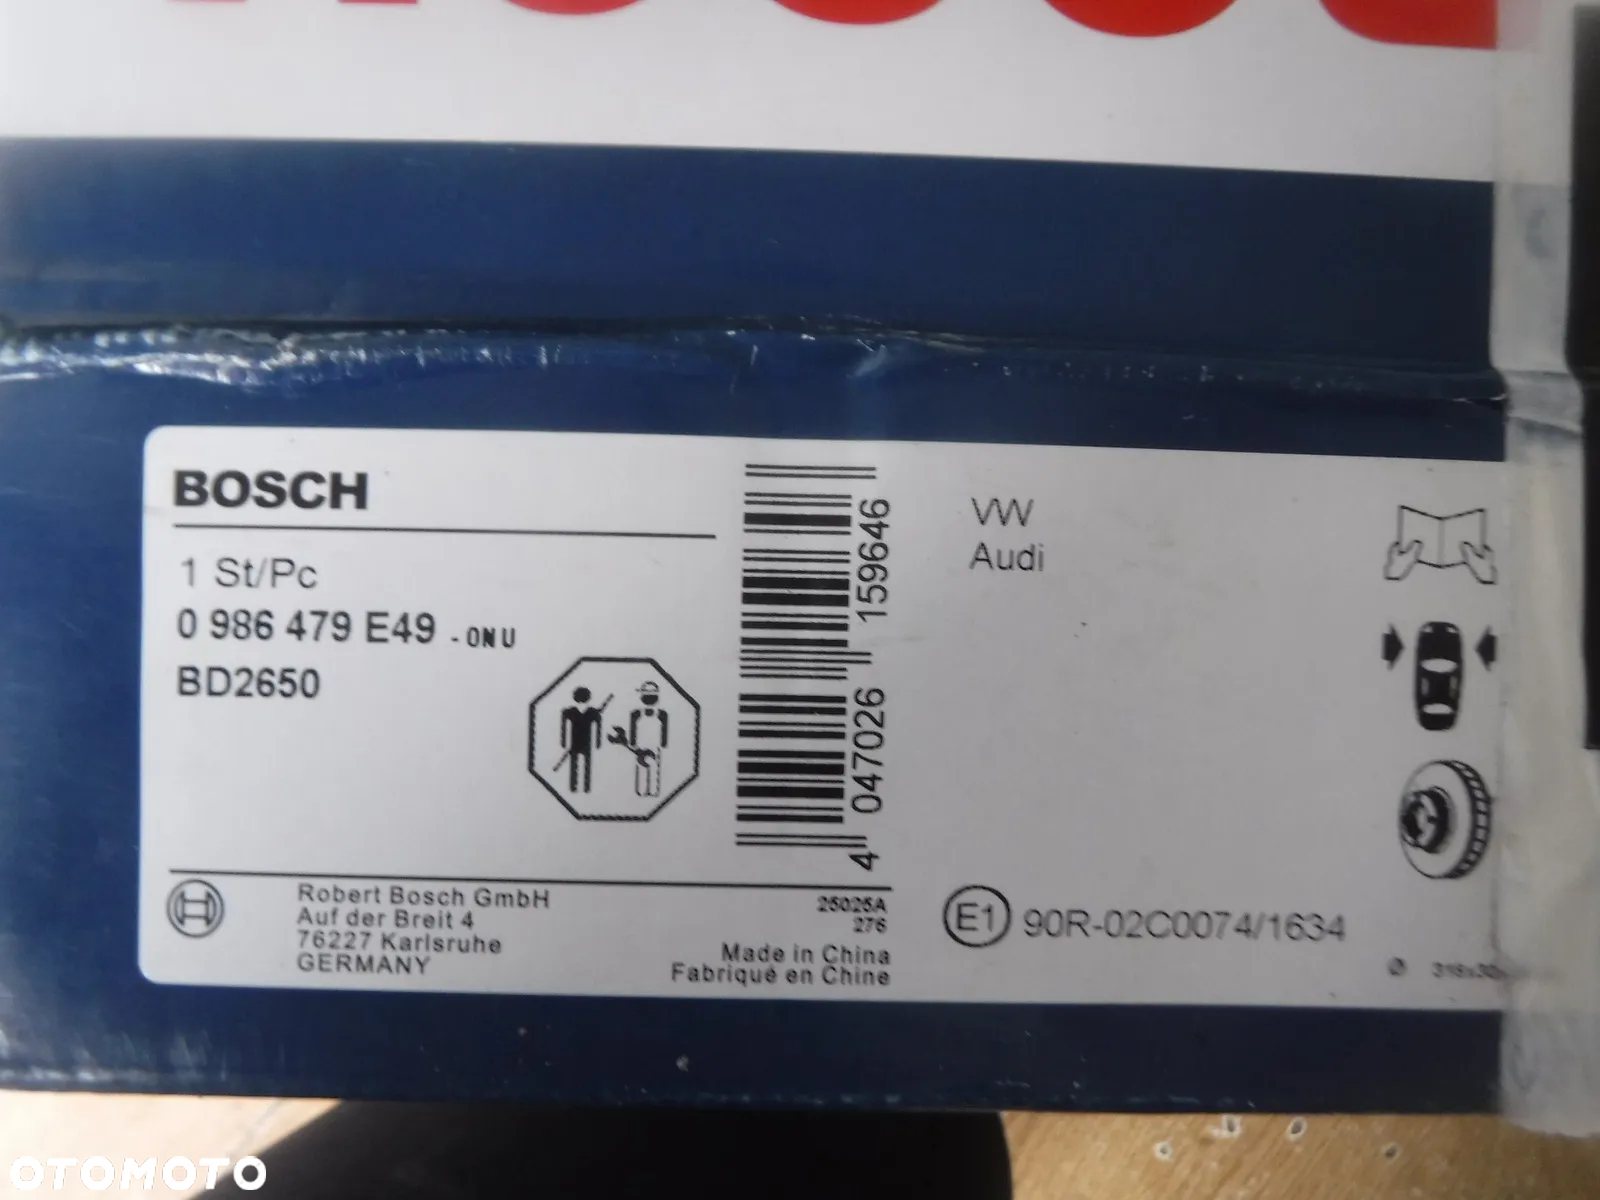 BOSCH
1 St/Pc
0 986 479 E49 - 0NU
BD2650
4 047026 159646
VW
Audi
Robert Bosch GmbH
Auf der Breit 4
76227 Karlsruhe
GERMANY
25025A
276
Made in China
Fabriqué en Chine
E1 90R-02C0074/1634
Ø
OTOMOTO